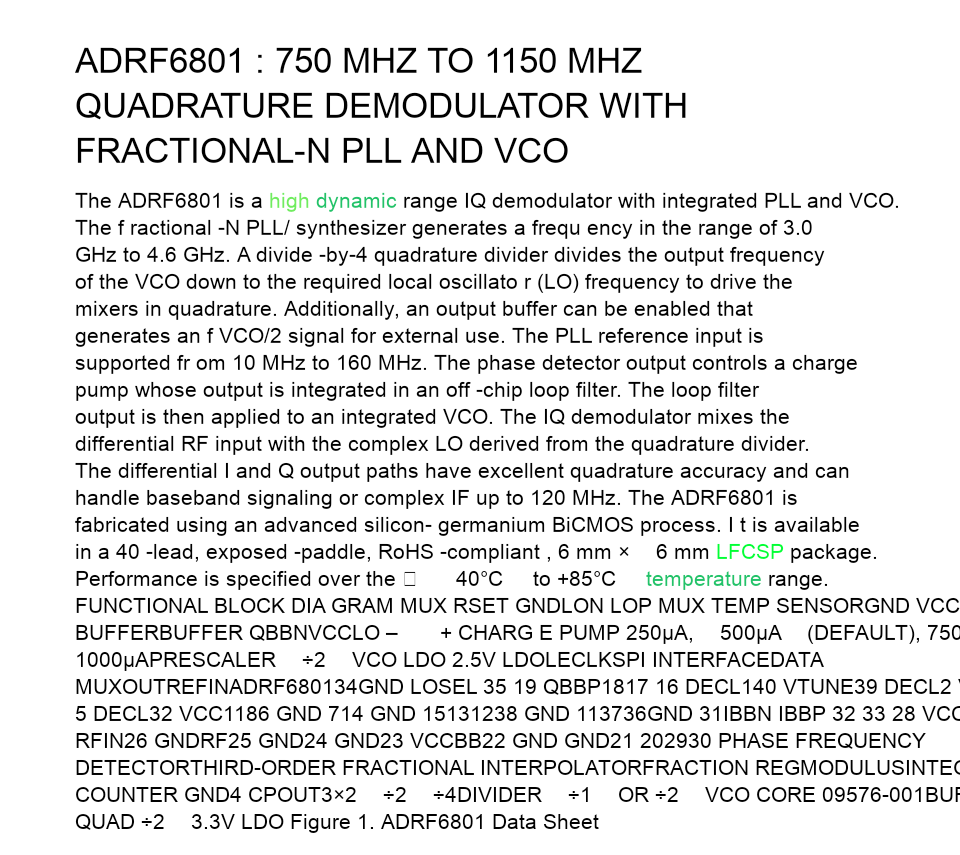 ADRF6801 : 750 MHZ TO 1150 MHZ
QUADRATURE DEMODULATOR WITH
FRACTIONAL-N PLL AND VCO
The ADRF6801 is a high dynamic range IQ demodulator with integrated PLL and VCO.
The f ractional -N PLL/ synthesizer generates a frequ ency in the range of 3.0
GHz to 4.6 GHz. A divide -by-4 quadrature divider divides the output frequency
of the VCO down to the required local oscillato r (LO) frequency to drive the
mixers in quadrature. Additionally, an output buffer can be enabled that
generates an f VCO/2 signal for external use. The PLL reference input is
supported fr om 10 MHz to 160 MHz. The phase detector output controls a charge
pump whose output is integrated in an off -chip loop filter. The loop filter
output is then applied to an integrated VCO. The IQ demodulator mixes the
differential RF input with the complex LO derived from the quadrature divider.
The differential I and Q output paths have excellent quadrature accuracy and can
handle baseband signaling or complex IF up to 120 MHz. The ADRF6801 is
fabricated using an advanced silicon- germanium BiCMOS process. I t is available
in a 40 -lead, exposed -paddle, RoHS -compliant , 6 mm × 6 mm LFCSP package.
Performance is specified over the □ 40°C to +85°C temperature range.
FUNCTIONAL BLOCK DIA GRAM MUX RSET GNDLON LOP MUX TEMP SENSORGND VCC
BUFFERBUFFER QBBNVCCLO – + CHARG E PUMP 250µA, 500µA (DEFAULT), 750
1000µAPRESCALER ÷2 VCO LDO 2.5V LDOLECLKSPI INTERFACEDATA
MUXOUTREFINADRF680134GND LOSEL 35 19 QBBP1817 16 DECL140 VTUNE39 DECL2
5 DECL32 VCC1186 GND 714 GND 15131238 GND 113736GND 31IBBN IBBP 32 33 28 VCC
RFIN26 GNDRF25 GND24 GND23 VCCBB22 GND GND21 202930 PHASE FREQUENCY
DETECTORTHIRD-ORDER FRACTIONAL INTERPOLATORFRACTION REGMODULUSINTEG
COUNTER GND4 CPOUT3×2 ÷2 ÷4DIVIDER ÷1 OR ÷2 VCO CORE 09576-001BUF
QUAD ÷2 3.3V LDO Figure 1. ADRF6801 Data Sheet